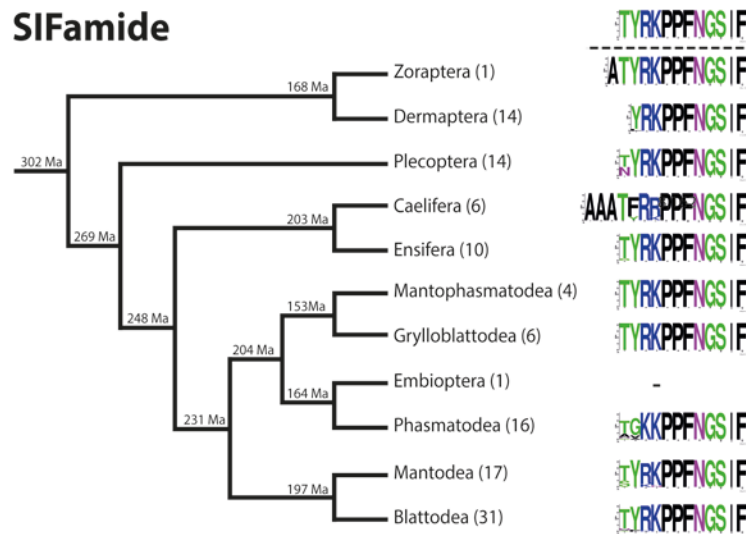 SIFamide
TYRKPPFNGSIF
168 Ma
Zoraptera (1)
ATYRKPPFNGSIF
Dermaptera (14)
YRKPPFNGSIF
302 Ma
Plecoptera (14)
YRKPPFNGSIF
269 Ma
203 Ma
Caelifera (6)
AAATFRRPPFNGSIF
Ensifera (10)
TYRKPPFNGSIF
248 Ma
153Ma
Mantophasmatodea (4)
TYRKPPFNGSIF
Grylloblattodea (6)
TYRKPPFNGSIF
204 Ma
164 Ma
Embioptera (1)
-
Phasmatodea (16)
TGKKPPFNGSIF
231 Ma
197 Ma
Mantodea (17)
TYRKPPFNGSIF
Blattodea (31)
TYRKPPFNGSIF